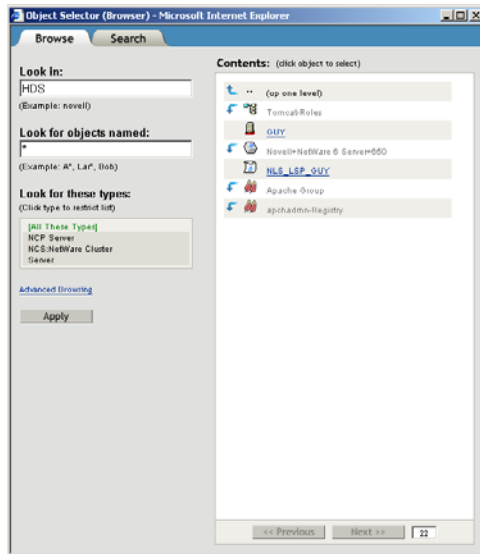 Object Selector (Browser) - Microsoft Internet Explorer
Browse
Search
Look in:
HDS
(Example: novell)
Look for objects named:
*
(Example: A*, Lar*, Bob)
Look for these types:
(Click type to restrict list)
[All These Types]
NCP Server
NCS:NetWare Cluster
Server
Advanced Browsing
Apply
Contents: (click object to select)
.. (up one level)
Tomcat-Roles
GUY
Novell+NetWare 6 Server+650
NLS_LSP_GUY
Apache Group
apchadmn-Registry
<< Previous
Next >>
22